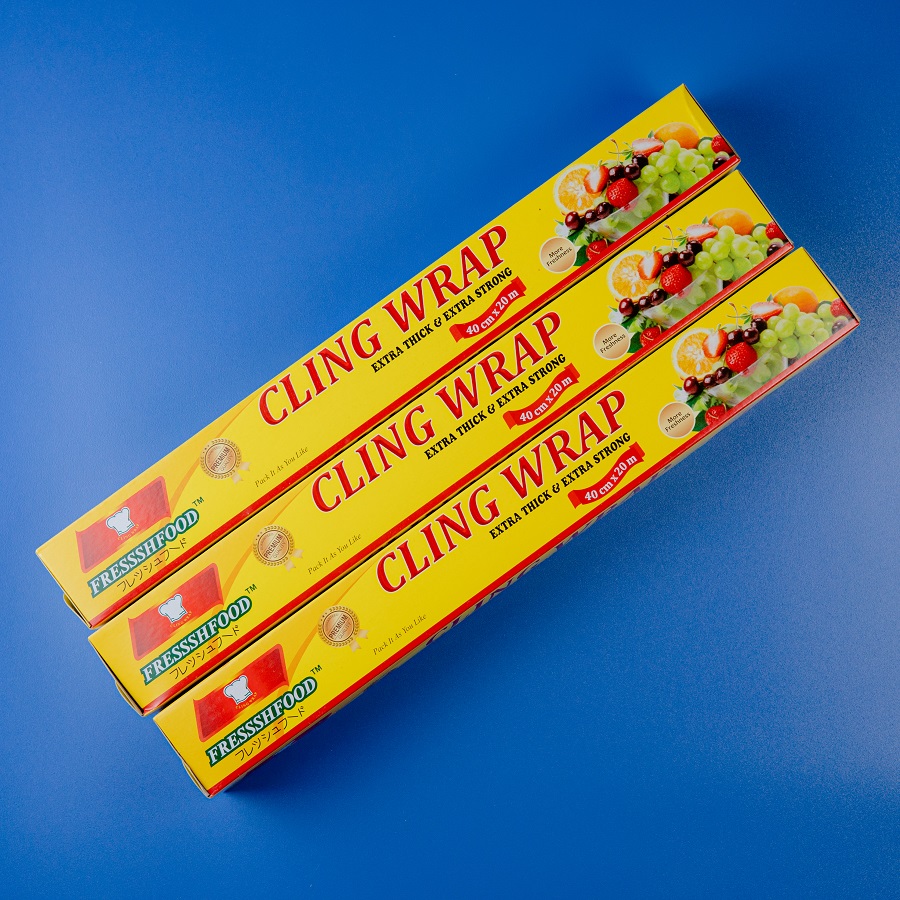 FRESSSHFOOD™
フレッシュフード
PREMIUM
Pack It As You Like
CLING WRAP
EXTRA THICK & EXTRA STRONG
40 cm x 20 m
More
Freshness
FRESSSHFOOD™
フレッシュフード
PREMIUM
Pack It As You Like
CLING WRAP
EXTRA THICK & EXTRA STRONG
40 cm x 20 m
More
Freshness
FRESSSHFOOD™
フレッシュフード
PREMIUM
Pack It As You Like
CLING WRAP
EXTRA THICK & EXTRA STRONG
40 cm x 20 m
More
Freshness